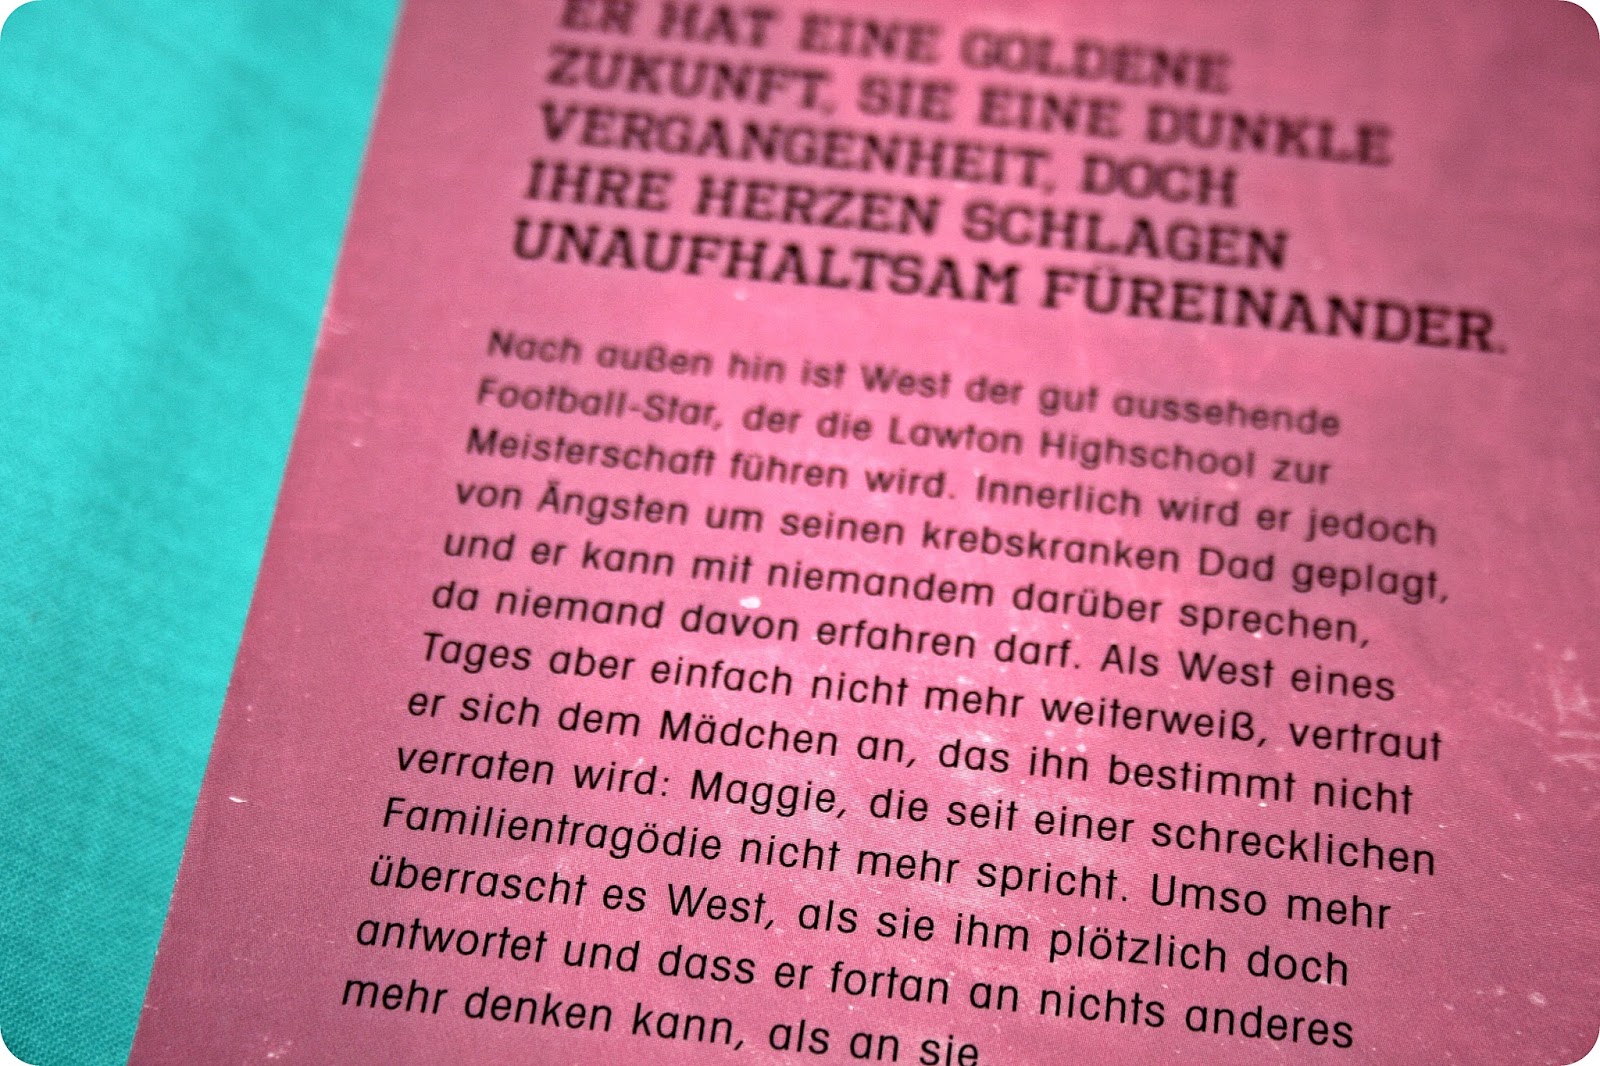 ER HAT EINE GOLDENE
ZUKUNFT, SIE EINE DUNKLE
VERGANGENHEIT, DOCH
IHRE HERZEN SCHLAGEN
UNAUFHALTSAM FÜREINANDER.
Nach außen hin ist West der gut aussehende
Football-Star, der die Lawton Highschool zur
Meisterschaft führen wird. Innerlich wird er jedoch
von Ängsten um seinen krebskranken Dad geplagt,
und er kann mit niemandem darüber sprechen,
da niemand davon erfahren darf. Als West eines
Tages aber einfach nicht mehr weiterweiß, vertraut
er sich dem Mädchen an, das ihn bestimmt nicht
verraten wird: Maggie, die seit einer schrecklichen
Familientragödie nicht mehr spricht. Umso mehr
überrascht es West, als sie ihm plötzlich doch
antwortet und dass er fortan an nichts anderes
mehr denken kann, als an sie.